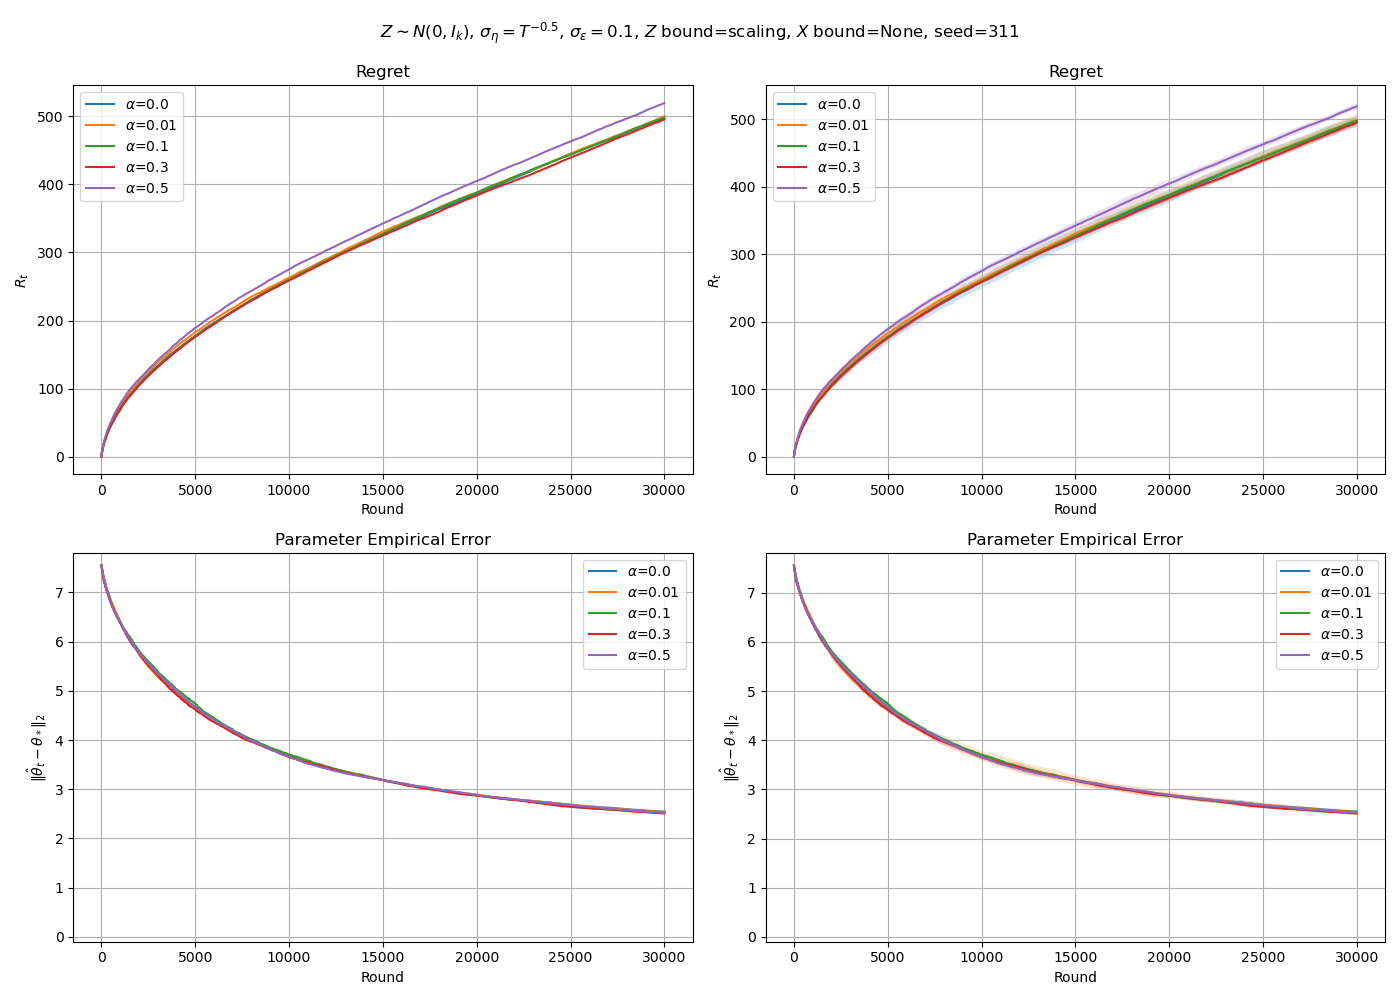 Z ∼ N(0, I_k), σ_η = T^{−0.5}, σ_ε = 0.1, Z bound=scaling, X bound=None, seed=311
Regret
R_t
500
400
300
200
100
0
α=0.0
α=0.01
α=0.1
α=0.3
α=0.5
0 5000 10000 15000 20000 25000 30000
Round
Regret
R_t
500
400
300
200
100
0
α=0.0
α=0.01
α=0.1
α=0.3
α=0.5
0 5000 10000 15000 20000 25000 30000
Round
Parameter Empirical Error
‖θ̂_t − θ_*‖_2
7
6
5
4
3
2
1
0
α=0.0
α=0.01
α=0.1
α=0.3
α=0.5
0 5000 10000 15000 20000 25000 30000
Round
Parameter Empirical Error
‖θ̂_t − θ_*‖_2
7
6
5
4
3
2
1
0
α=0.0
α=0.01
α=0.1
α=0.3
α=0.5
0 5000 10000 15000 20000 25000 30000
Round